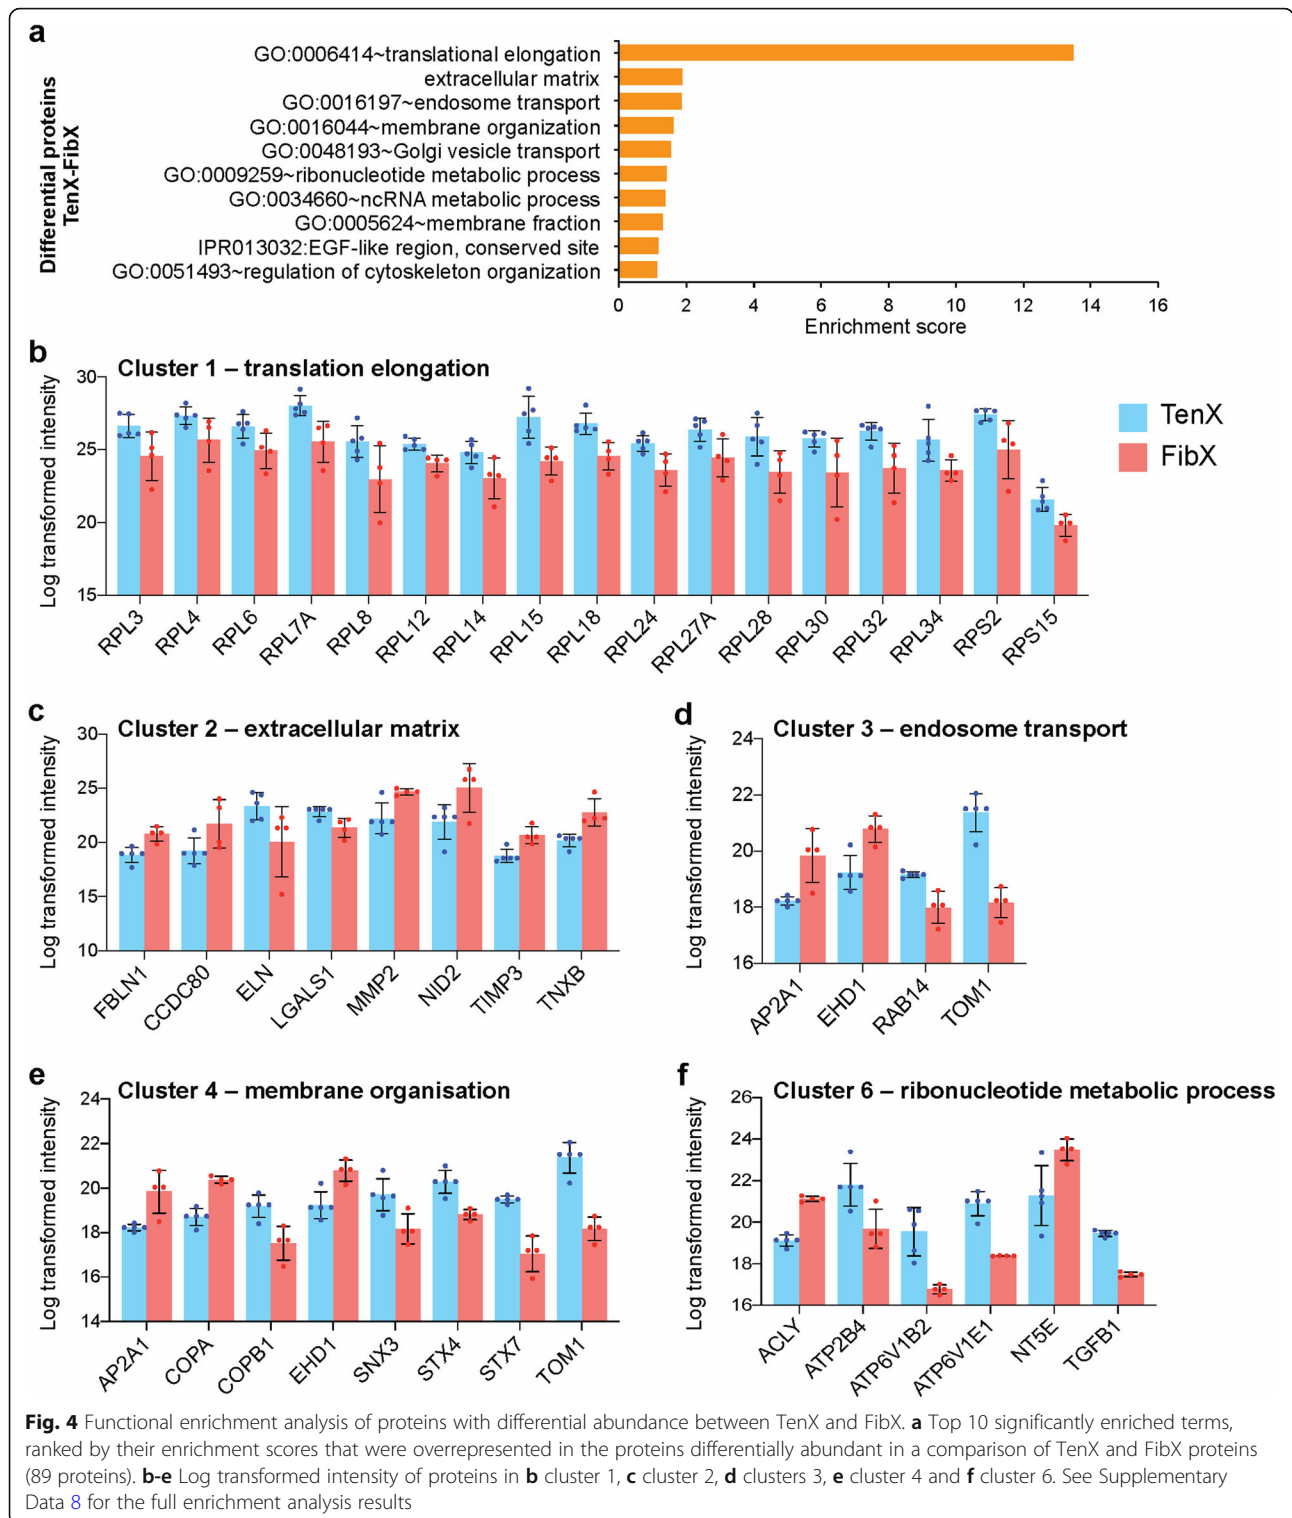 a
Differential proteins
TenX-FibX
GO:0006414~translational elongation
extracellular matrix
GO:0016197~endosome transport
GO:0016044~membrane organization
GO:0048193~Golgi vesicle transport
GO:0009259~ribonucleotide metabolic process
GO:0034660~ncRNA metabolic process
GO:0005624~membrane fraction
IPR013032:EGF-like region, conserved site
GO:0051493~regulation of cytoskeleton organization
0 2 4 6 8 10 12 14 16
Enrichment score
b
Cluster 1 – translation elongation
Log transformed intensity
30
25
20
15
RPL3 RPL4 RPL6 RPL7A RPL8 RPL12 RPL14 RPL15 RPL18 RPL24 RPL27A RPL28 RPL30 RPL32 RPL34 RPS2 RPS15
TenX
FibX
c
Cluster 2 – extracellular matrix
Log transformed intensity
30
25
20
15
10
FBLN1 CCDC80 ELN LGALS1 MMP2 NID2 TIMP3 TNXB
d
Cluster 3 – endosome transport
Log transformed intensity
24
22
20
18
16
AP2A1 EHD1 RAB14 TOM1
e
Cluster 4 – membrane organisation
Log transformed intensity
24
22
20
18
16
14
AP2A1 COPA COPB1 EHD1 SNX3 STX4 STX7 TOM1
f
Cluster 6 – ribonucleotide metabolic process
Log transformed intensity
26
24
22
20
18
16
ACLY ATP2B4 ATP6V1B2 ATP6V1E1 NT5E TGFB1
Fig. 4 Functional enrichment analysis of proteins with differential abundance between TenX and FibX. a Top 10 significantly enriched terms,
ranked by their enrichment scores that were overrepresented in the proteins differentially abundant in a comparison of TenX and FibX proteins
(89 proteins). b-e Log transformed intensity of proteins in b cluster 1, c cluster 2, d clusters 3, e cluster 4 and f cluster 6. See Supplementary
Data 8 for the full enrichment analysis results